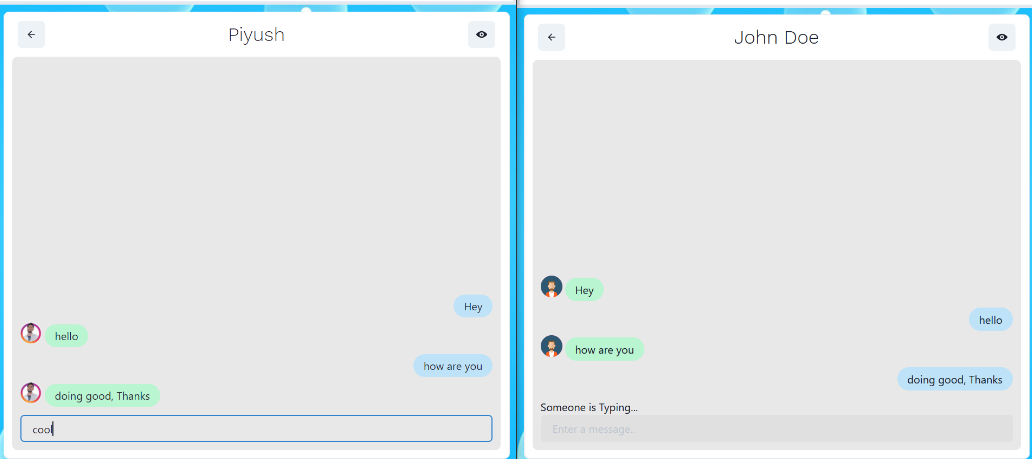 Piyush
Hey
hello
how are you
doing good, Thanks
cool
John Doe
Hey
hello
how are you
doing good, Thanks
Someone is Typing...
Enter a message..